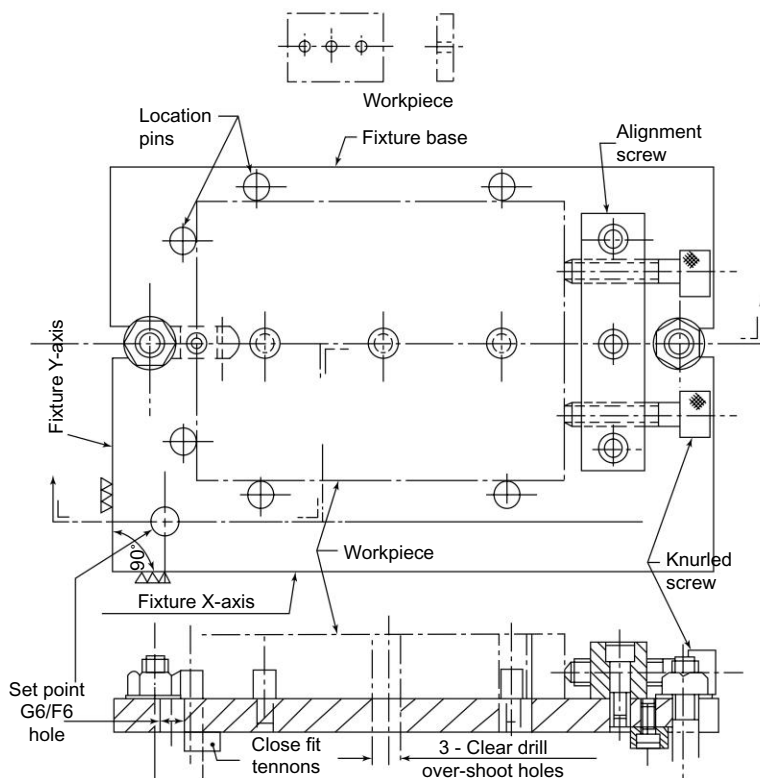 Workpiece
Location
pins
Fixture base
Alignment
screw
Fixture Y-axis
90°
Workpiece
Knurled
screw
Fixture X-axis
Set point
G6/F6
hole
Close fit
tennons
3 - Clear drill
over-shoot holes